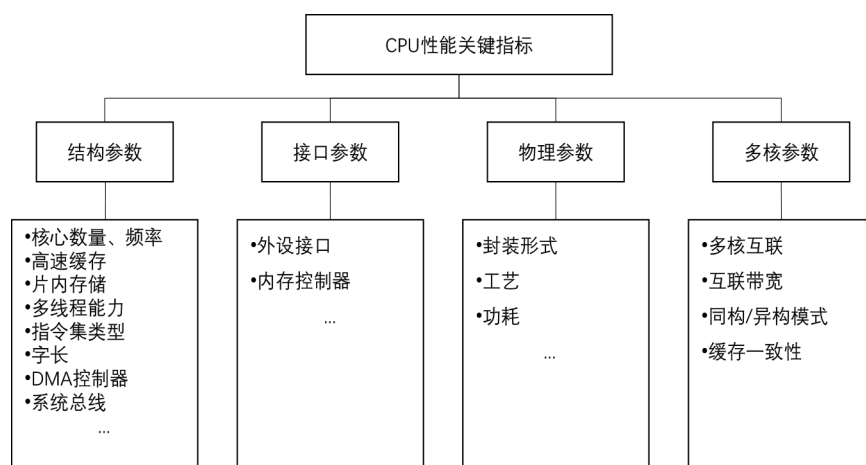 CPU性能关键指标
结构参数
接口参数
物理参数
多核参数
•核心数量、频率
•高速缓存
•片内存储
•多线程能力
•指令集类型
•字长
•DMA控制器
•系统总线
...
•外设接口
•内存控制器
...
•封装形式
•工艺
•功耗
...
•多核互联
•互联带宽
•同构/异构模式
•缓存一致性